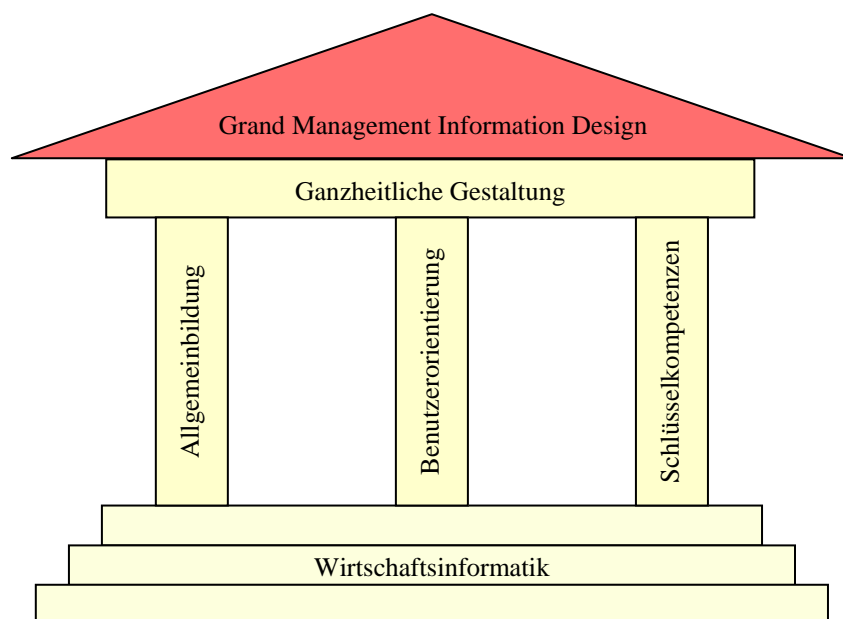 Grand Management Information Design
Ganzheitliche Gestaltung
Allgemeinbildung
Benutzerorientierung
Schlüsselkompetenzen
Wirtschaftsinformatik